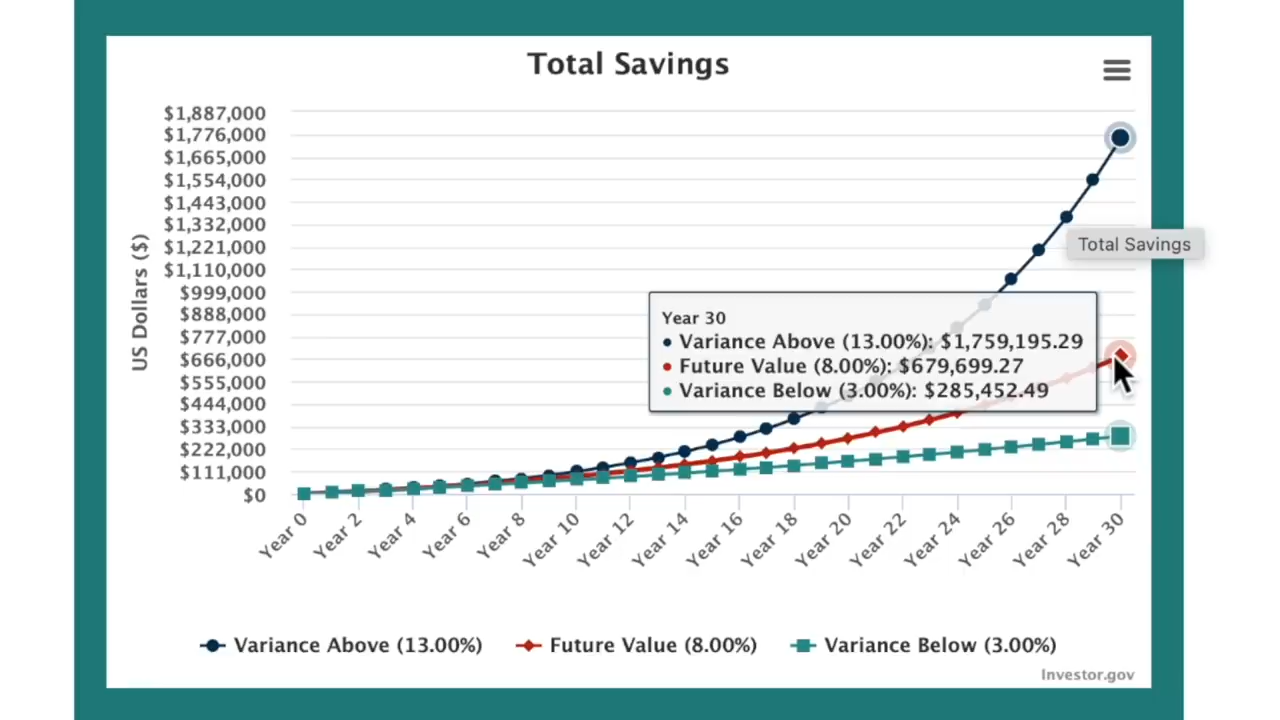 Total Savings
$1,887,000
$1,776,000
$1,665,000
$1,554,000
$1,443,000
$1,332,000
$1,221,000
$1,110,000
$999,000
$888,000
$777,000
$666,000
$555,000
$444,000
$333,000
$222,000
$111,000
$0
US Dollars ($)
Total Savings
Year 30
Variance Above (13.00%): $1,759,195.29
Future Value (8.00%): $679,699.27
Variance Below (3.00%): $285,452.49
Year 0
Year 2
Year 4
Year 6
Year 8
Year 10
Year 12
Year 14
Year 16
Year 18
Year 20
Year 22
Year 24
Year 26
Year 28
Year 30
Variance Above (13.00%)
Future Value (8.00%)
Variance Below (3.00%)
Investor.gov